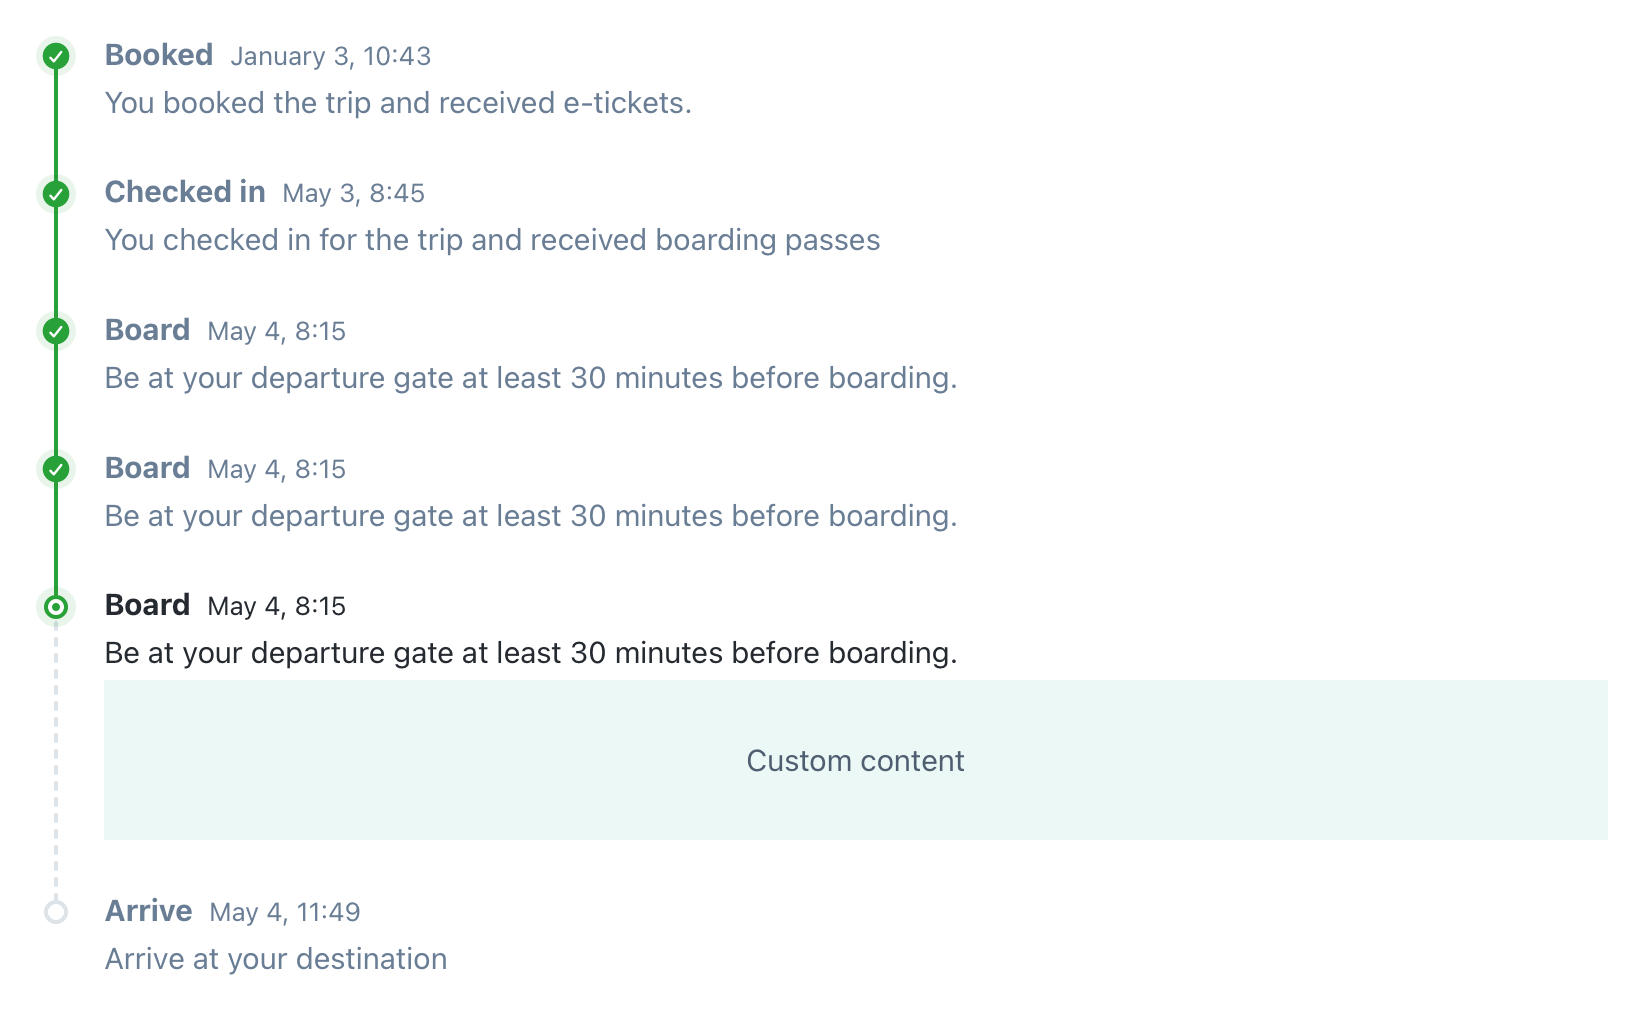 Booked January 3, 10:43
You booked the trip and received e-tickets.
Checked in May 3, 8:45
You checked in for the trip and received boarding passes
Board May 4, 8:15
Be at your departure gate at least 30 minutes before boarding.
Board May 4, 8:15
Be at your departure gate at least 30 minutes before boarding.
Board May 4, 8:15
Be at your departure gate at least 30 minutes before boarding.
Custom content
Arrive May 4, 11:49
Arrive at your destination